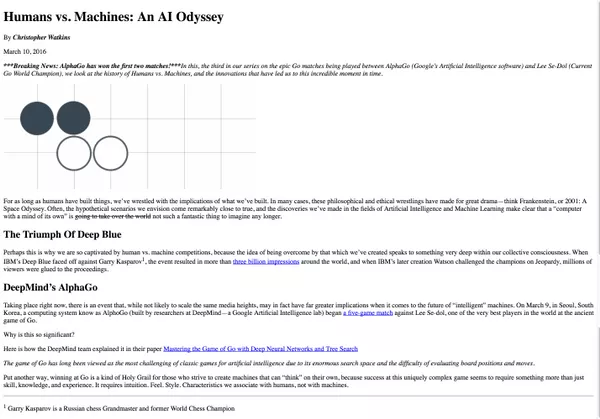 Humans vs. Machines: An AI Odyssey
By Christopher Watkins
March 10, 2016
***Breaking News: AlphaGo has won the first two matches!***In this, the third in our series on the epic Go matches being played between AlphaGo (Google's Artificial Intelligence software) and Lee Se-Dol (Current
Go World Champion), we look at the history of Humans vs. Machines, and the innovations that have led us to this incredible moment in time.
For as long as humans have built things, we've wrestled with the implications of what we've built. In many cases, these philosophical and ethical wrestlings have made for great drama—think Frankenstein, or 2001: A
Space Odyssey. Often, the hypothetical scenarios we envision come remarkably close to true, and the discoveries we've made in the fields of Artificial Intelligence and Machine Learning make clear that a “computer
with a mind of its own” is going to take over the world not such a fantastic thing to imagine any longer.
The Triumph Of Deep Blue
Perhaps this is why we are so captivated by human vs. machine competitions, because the idea of being overcome by that which we've created speaks to something very deep within our collective consciousness. When
IBM's Deep Blue faced off against Garry Kasparov1, the event resulted in more than three billion impressions around the world, and when IBM's later creation Watson challenged the champions on Jeopardy, millions of
viewers were glued to the proceedings.
DeepMind's AlphaGo
Taking place right now, there is an event that, while not likely to scale the same media heights, may in fact have far greater implications when it comes to the future of “intelligent” machines. On March 9, in Seoul, South
Korea, a computing system know as AlphoGo (built by researchers at DeepMind—a Google Artificial Intelligence lab) began a five-game match against Lee Se-dol, one of the very best players in the world at the ancient
game of Go.
Why is this so significant?
Here is how the DeepMind team explained it in their paper Mastering the Game of Go with Deep Neural Networks and Tree Search
The game of Go has long been viewed as the most challenging of classic games for artificial intelligence due to its enormous search space and the difficulty of evaluating board positions and moves.
Put another way, winning at Go is a kind of Holy Grail for those who strive to create machines that can “think” on their own, because success at this uniquely complex game seems to require something more than just
skill, knowledge, and experience. It requires intuition. Feel. Style. Characteristics we associate with humans, not with machines.
1 Garry Kasparov is a Russian chess Grandmaster and former World Chess Champion